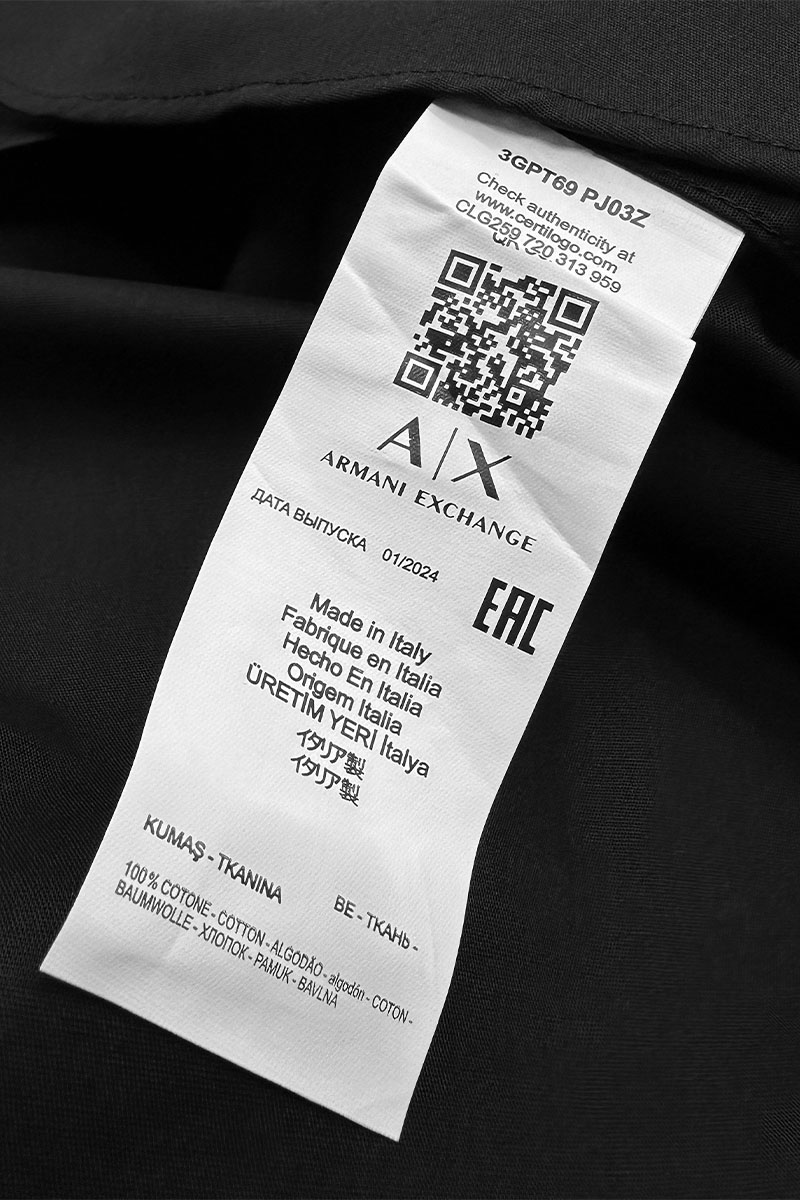 3GPT69 PJ03Z
Check authenticity at
www.certilogo.com
CLG259 720 313 959
A|X
ARMANI EXCHANGE
ДАТА ВЫПУСКА 01/2024
EAC
Made in Italy
Fabrique en Italia
Hecho En Italia
Origem Italia
ÜRETİM YERİ İtalya
イタリア製
イタリア製
KUMAŞ - TKANINA BE - ТКАНЬ -
100% COTONE - COTTON - ALGODÃO - algodón - COTON -
BAUMWOLLE - ХЛОПОК - PAMUK - BAVLNA